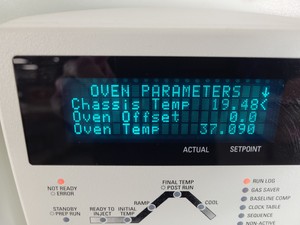 OVEN PARAMETERS ↓
Chassis Temp 19.48<
Oven Offset 0.0
Oven Temp 37.090
ACTUAL SETPOINT
NOT READY
ERROR
STANDBY
PREP RUN
READY TO
INJECT
INITIAL
TEMP
RAMP
FINAL TEMP
POST RUN
COOL
RUN LOG
GAS SAVER
BASELINE COMP
CLOCK TABLE
SEQUENCE
NON-ACTIVE